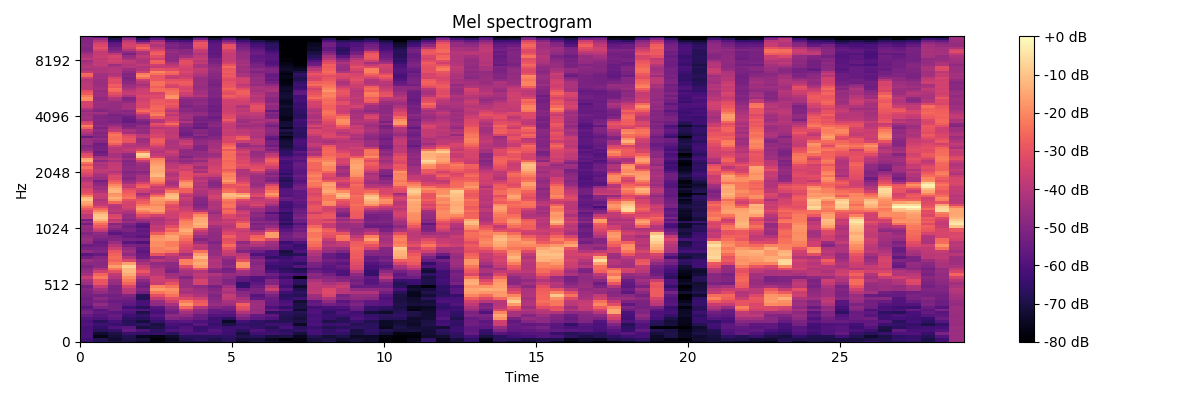 Mel spectrogram
Hz
8192
4096
2048
1024
512
0
0 5 10 15 20 25
Time
+0 dB
-10 dB
-20 dB
-30 dB
-40 dB
-50 dB
-60 dB
-70 dB
-80 dB